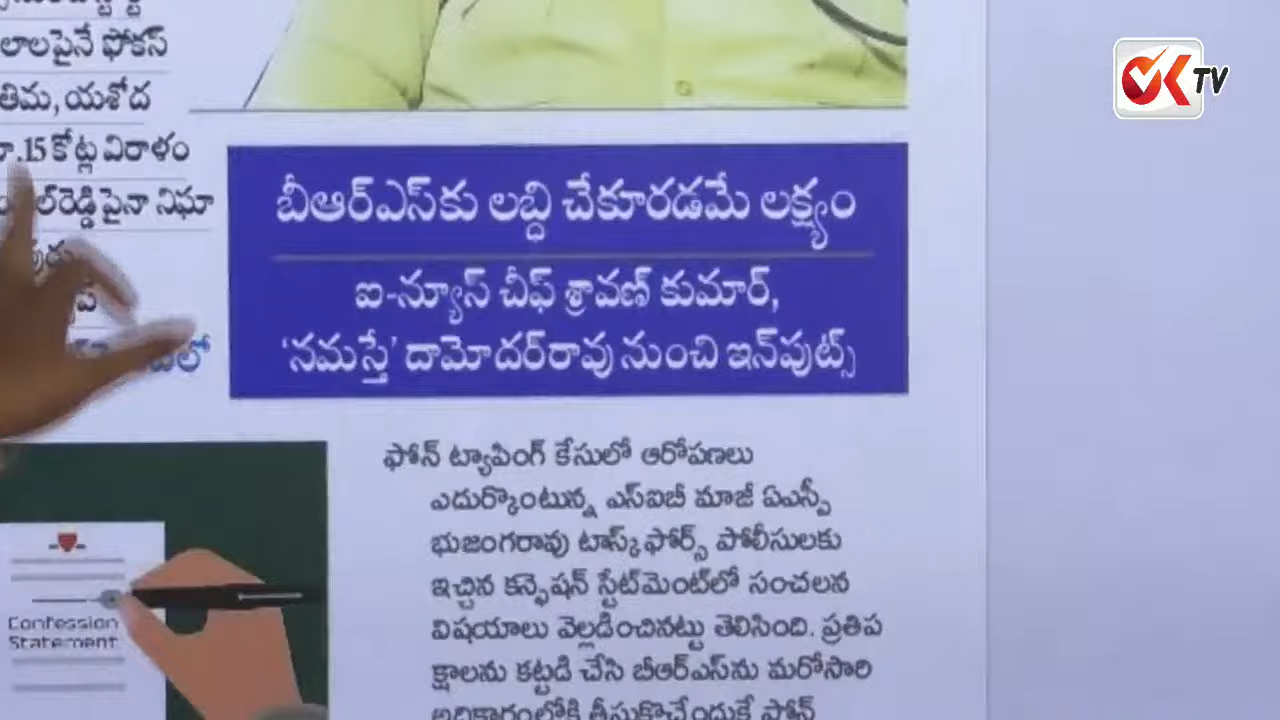 OK TV
లాలపైనే ఫోకస్
తిమ, యశోద
.15 కోట్ల విరాళం
ల్‌రెడ్డిపైనా నిఘా
బీఆర్ఎస్‌కు లబ్ధి చేకూరడమే లక్ష్యం
ఐ-న్యూస్ చీఫ్ శ్రావణ్ కుమార్,
‘నమస్తే’ దామోదర్‌రావు నుంచి ఇన్‌పుట్స్
ఫోన్ ట్యాపింగ్ కేసులో ఆరోపణలు
ఎదుర్కొంటున్న ఎస్ఐబీ మాజీ ఏఎస్పీ
భుజంగరావు టాస్క్‌ఫోర్స్ పోలీసులకు
ఇచ్చిన కన్ఫెషన్ స్టేట్‌మెంట్‌లో సంచలన
విషయాలు వెల్లడించినట్టు తెలిసింది. ప్రతిప
క్షాలను కట్టడి చేసి బీఆర్ఎస్‌ను మరోసారి
అధికారంలోకి తీసుకొచ్చేందుకే ఫోన్
Confession
Statement